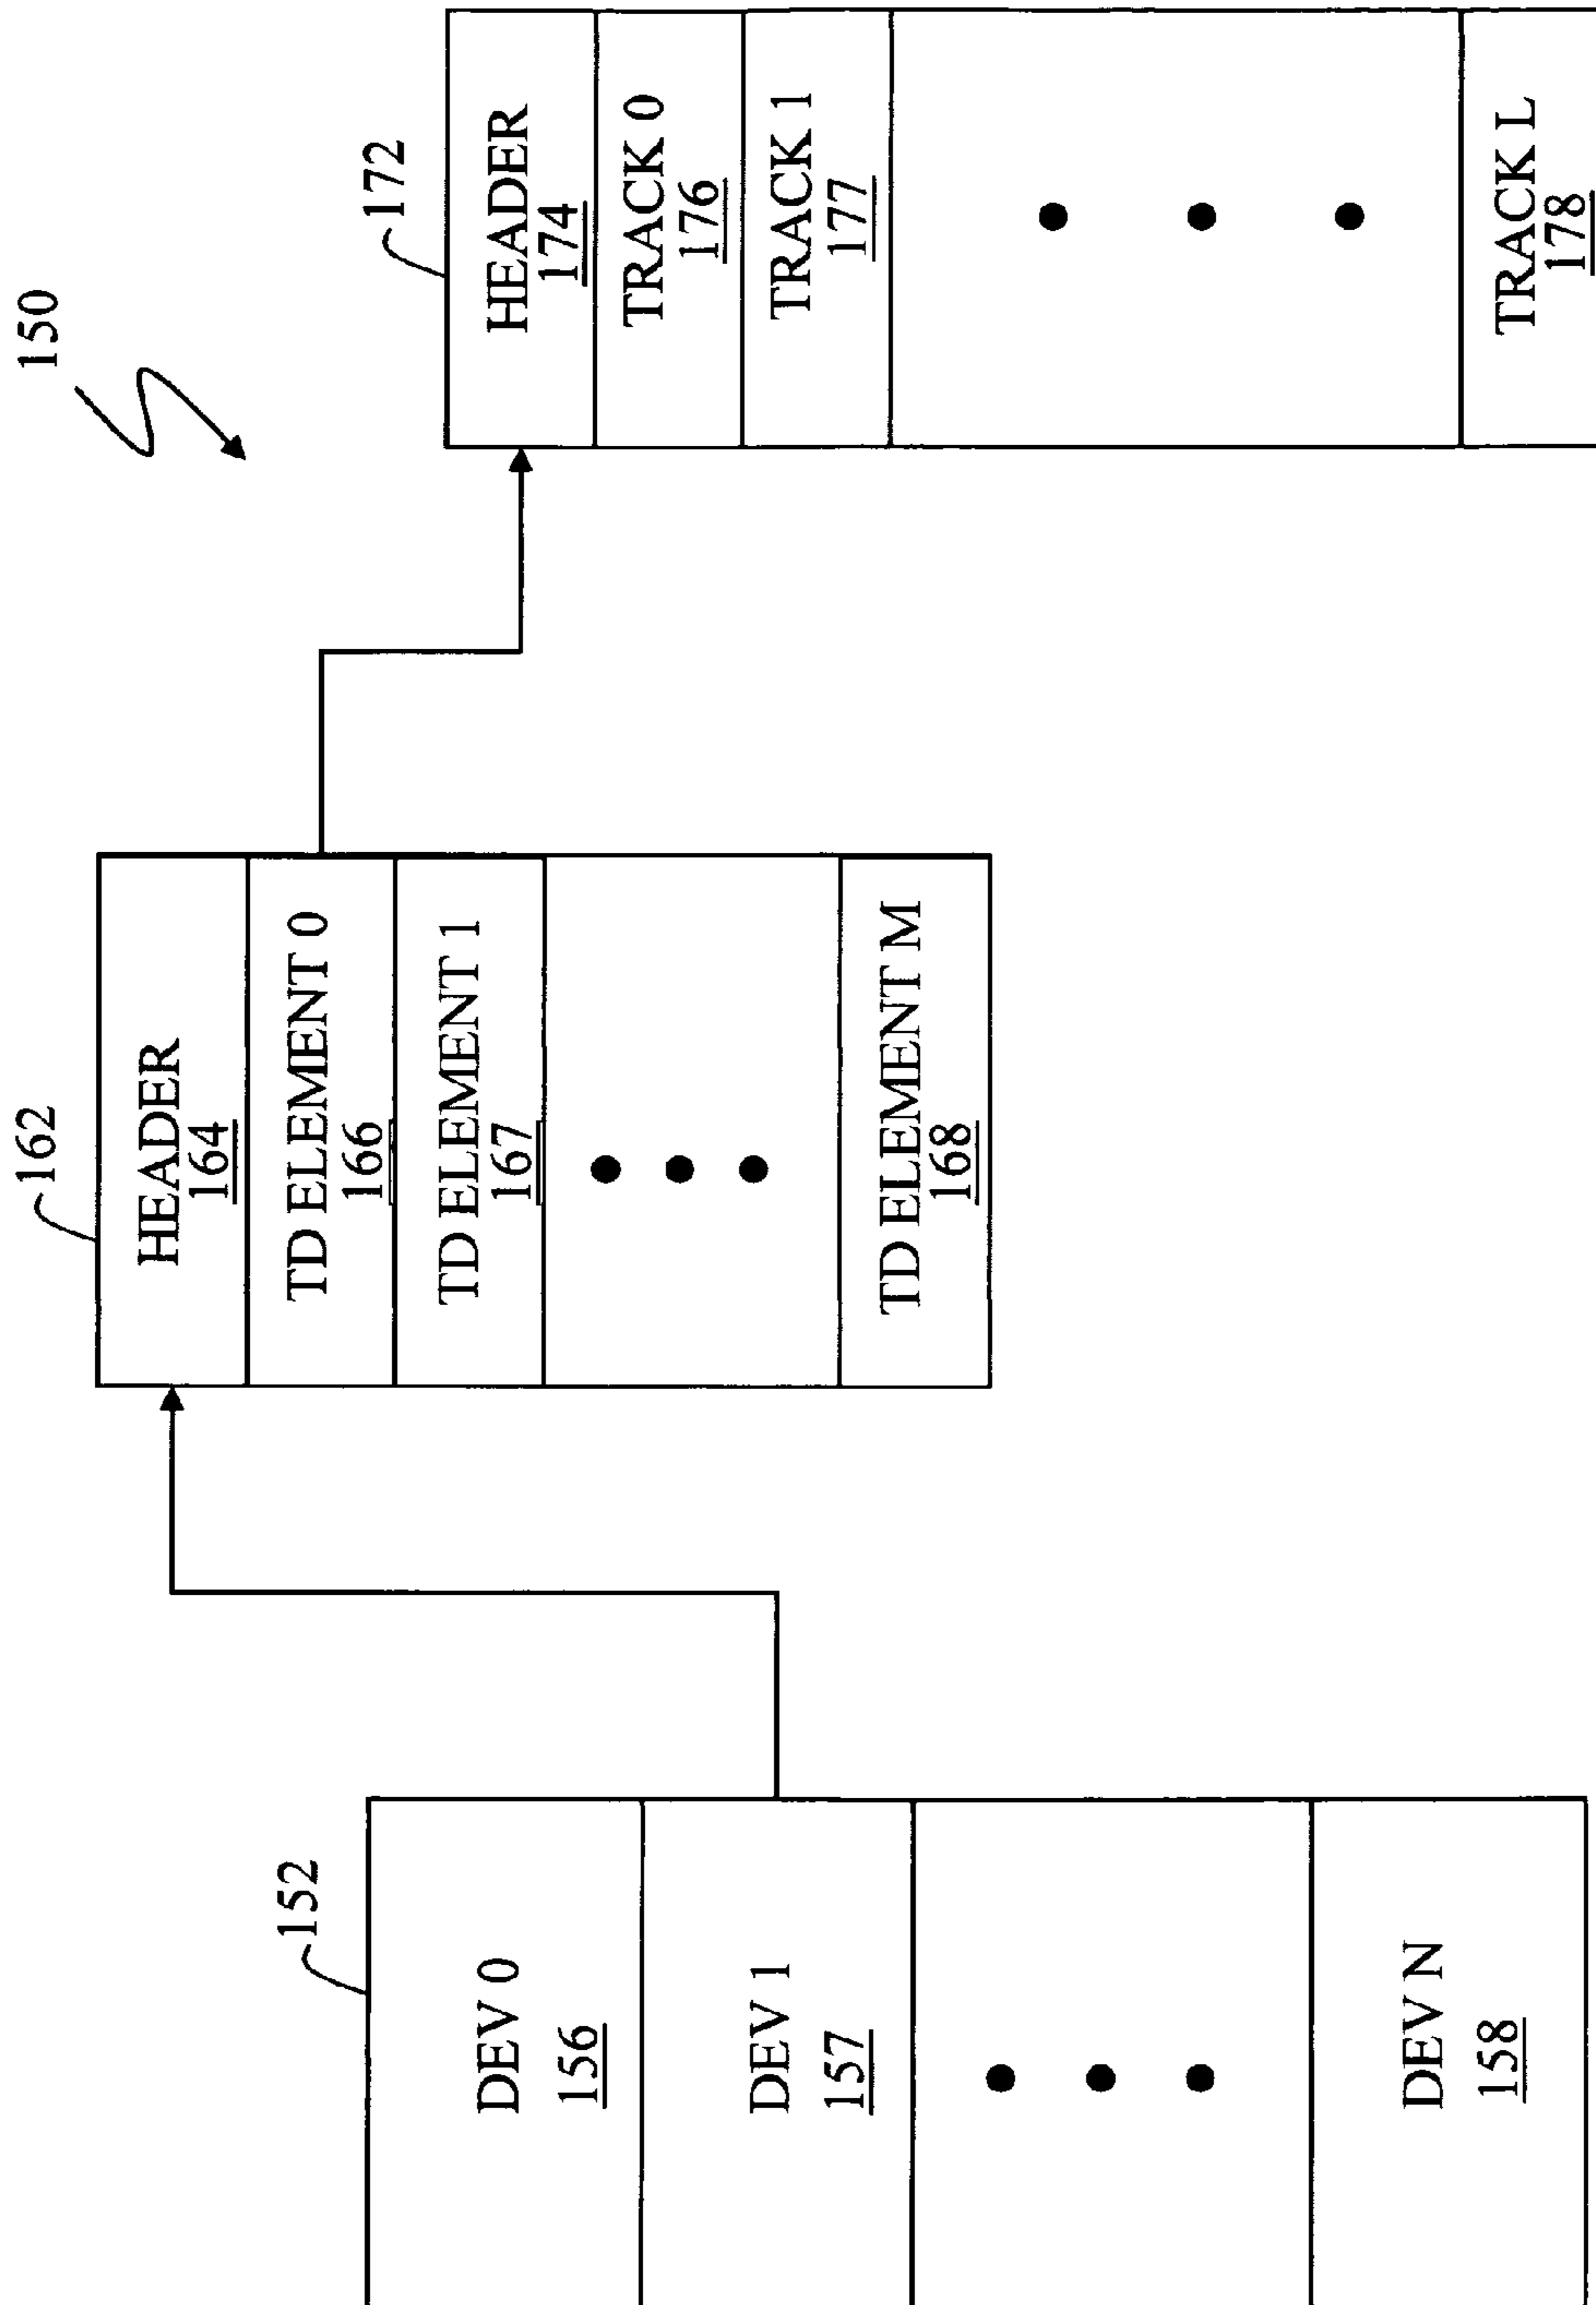 150
152
DEV 0
156
DEV 1
157
DEV N
158
162
HEADER
164
TD ELEMENT 0
166
TD ELEMENT 1
167
TD ELEMENT M
168
172
HEADER
174
TRACK 0
176
TRACK 1
177
TRACK L
178